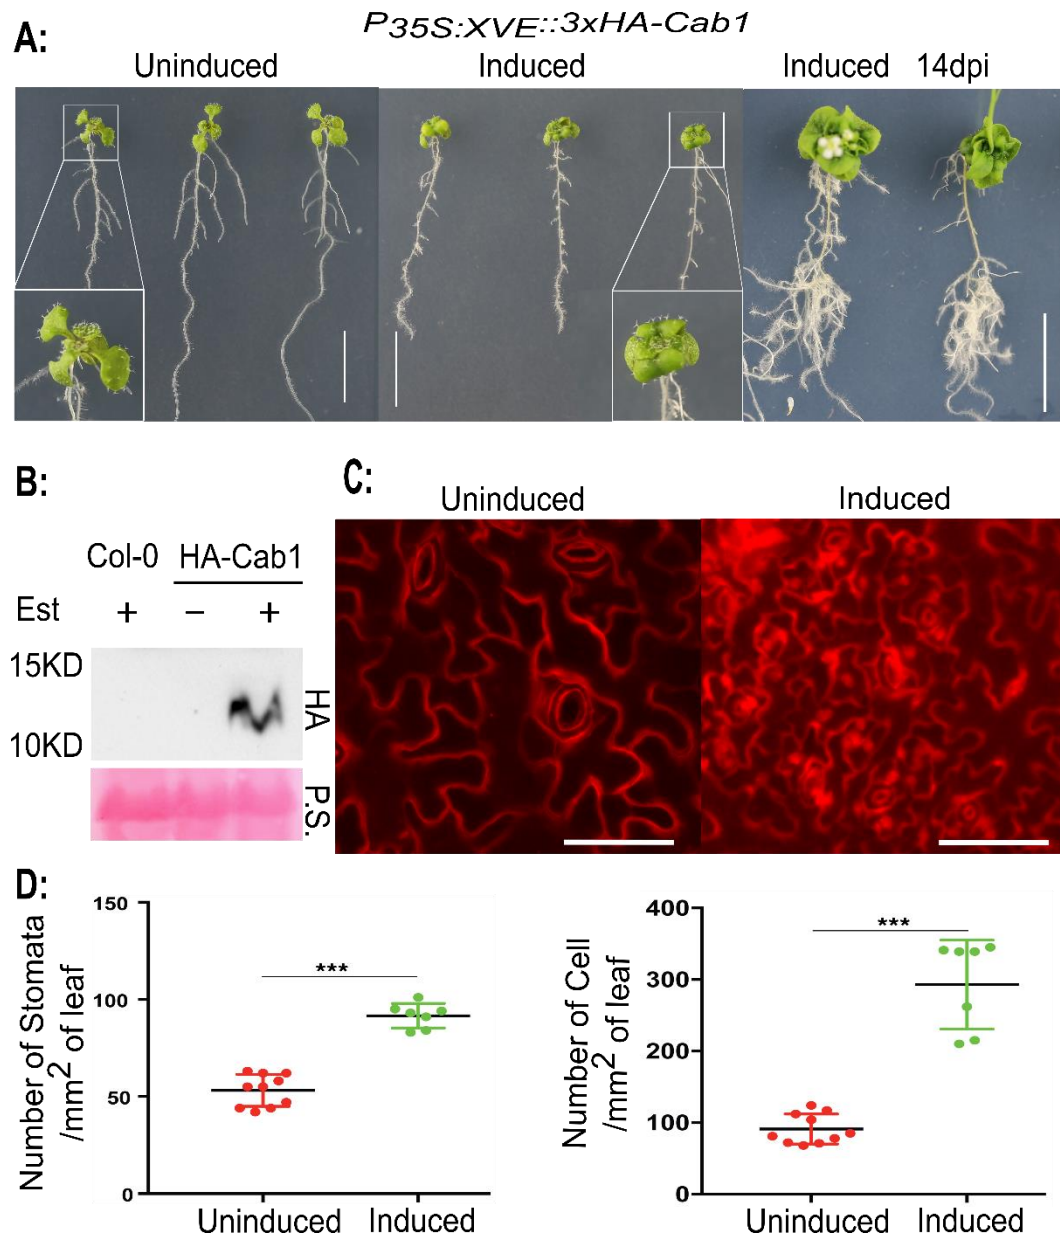 A:
P35S:XVE::3xHA-Cab1
Uninduced
Induced
Induced 14dpi
B:
Col-0 HA-Cab1
Est + − +
15KD
10KD
HA
P.S.
C:
Uninduced
Induced
D:
Number of Stomata
/mm2 of leaf
150
100
50
0
***
Uninduced Induced
Number of Cell
/mm2 of leaf
400
300
200
100
0
***
Uninduced Induced